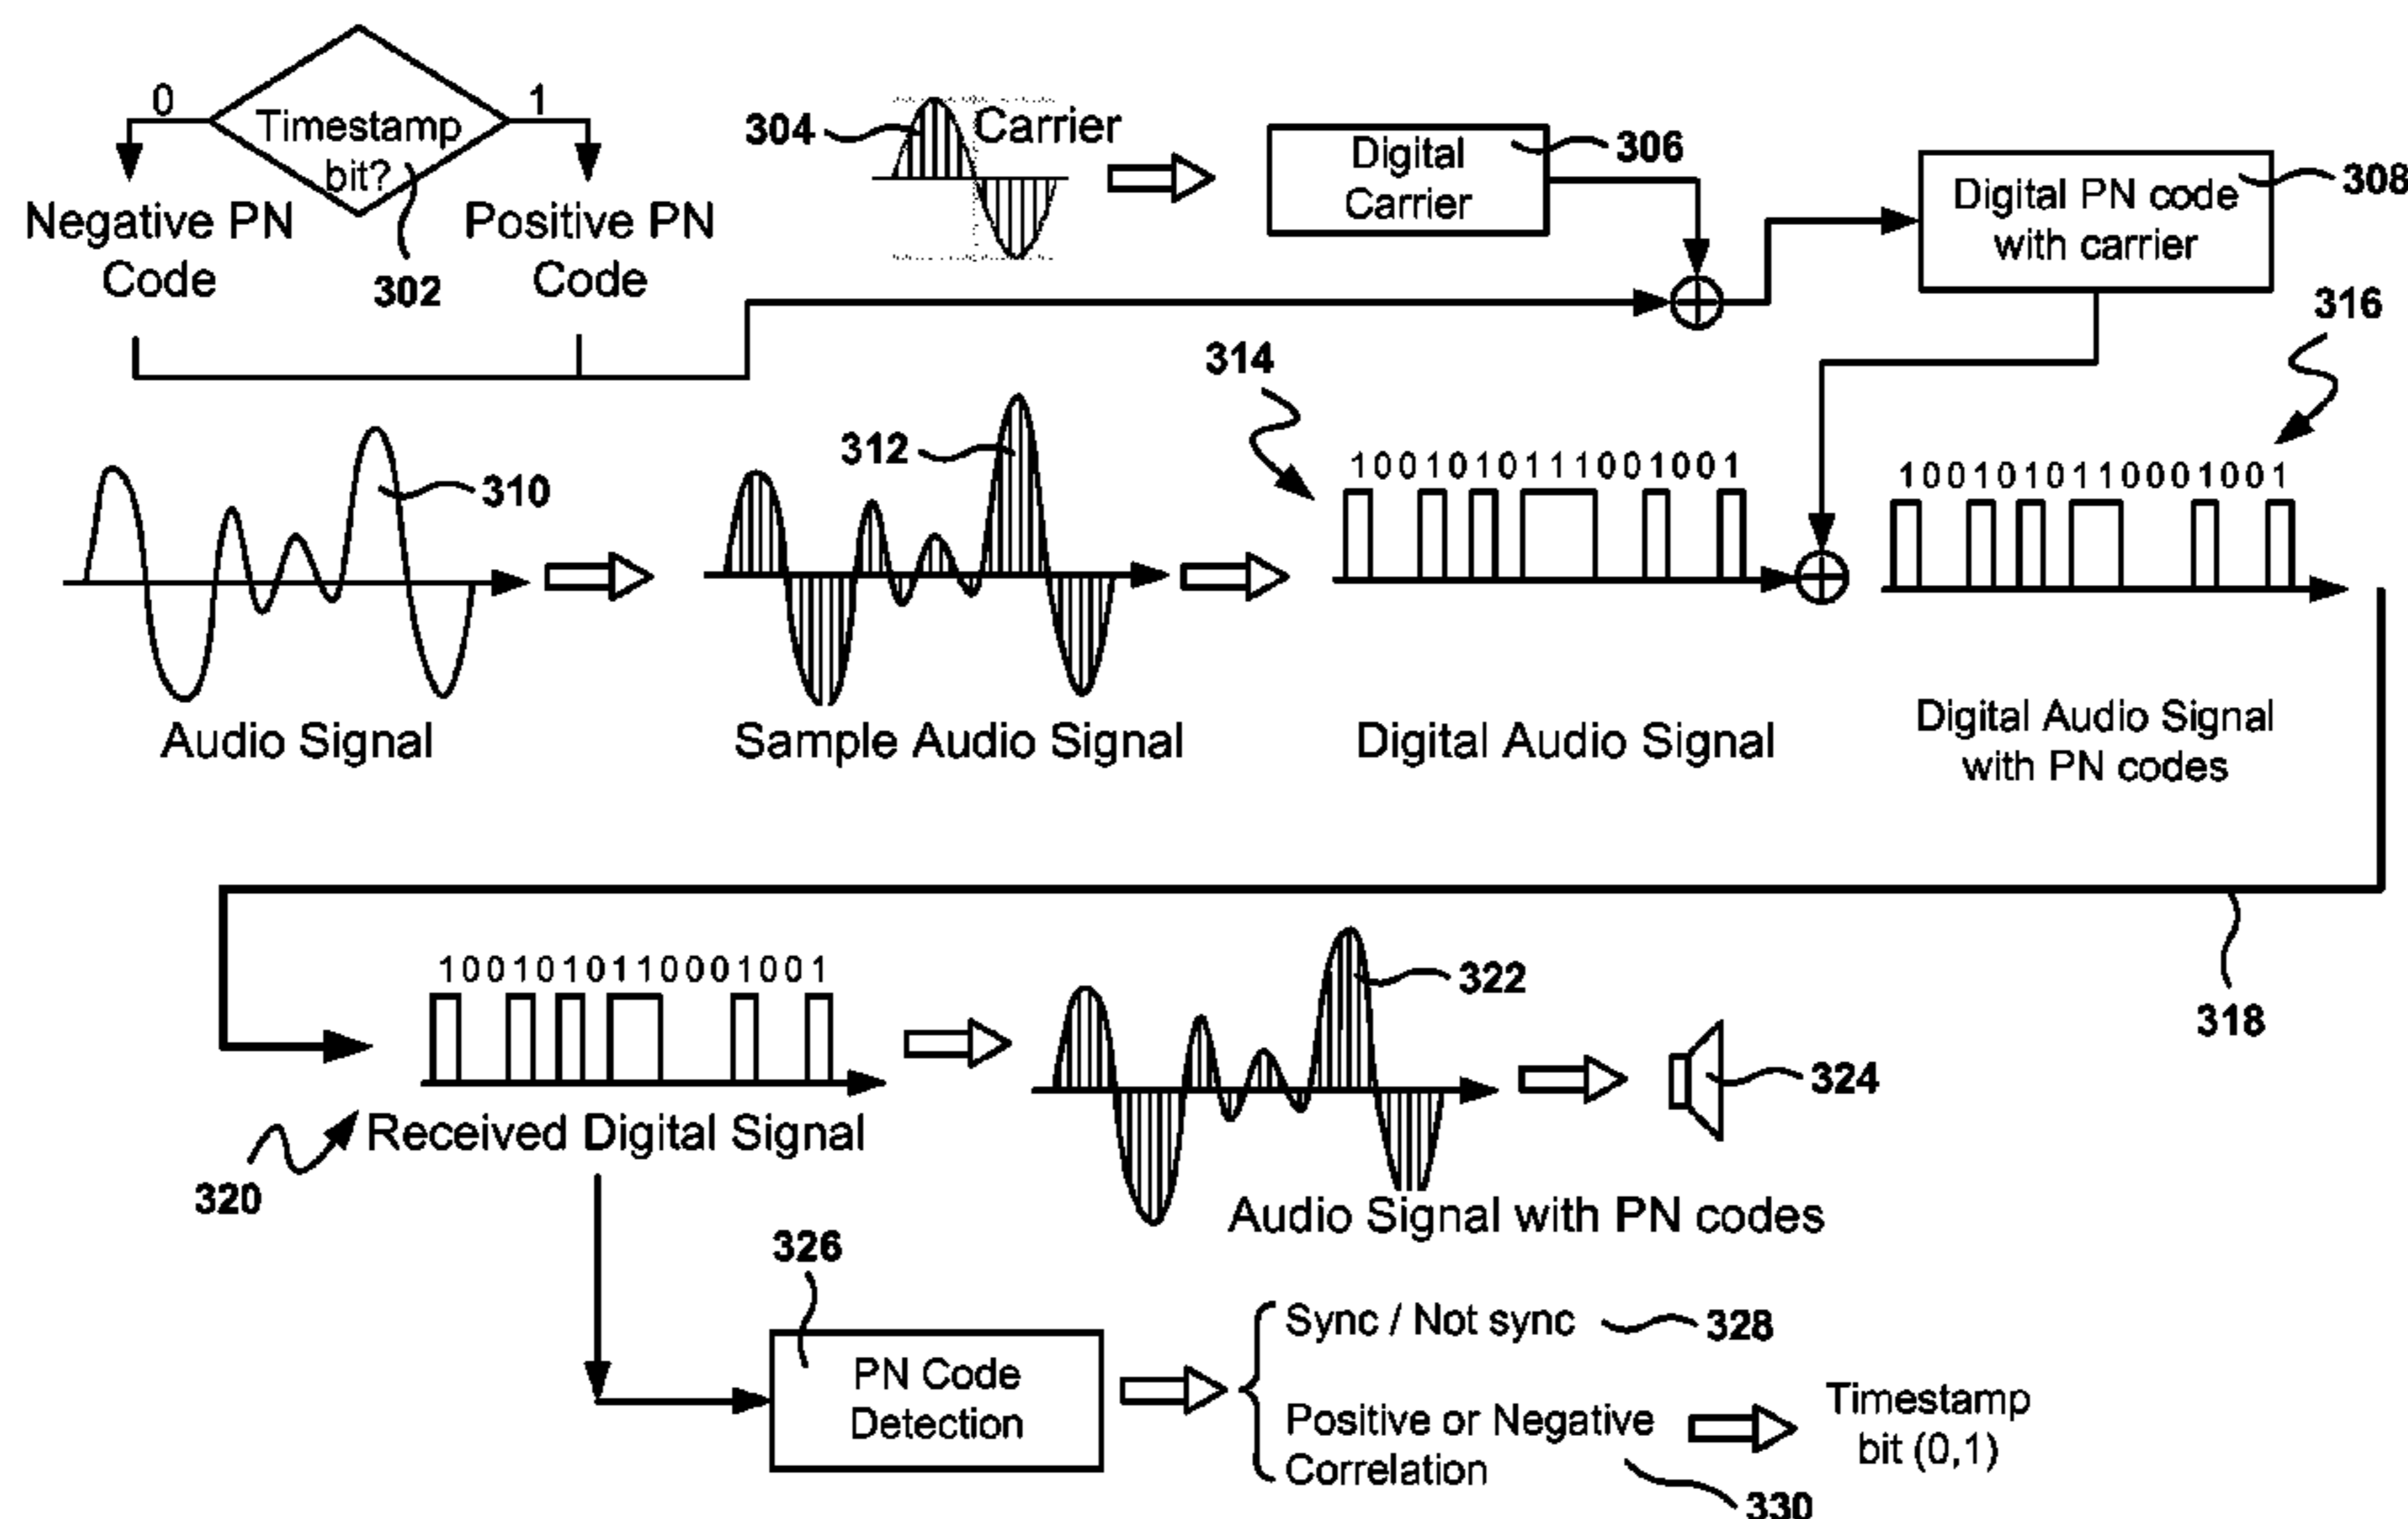 0
1
Timestamp
bit?
302
Negative PN
Code
Positive PN
Code
304
Carrier
Digital
Carrier
306
Digital PN code
with carrier
308
310
Audio Signal
312
Sample Audio Signal
314
1001010111001001
Digital Audio Signal
316
1001010110001001
Digital Audio Signal
with PN codes
318
1001010110001001
Received Digital Signal
320
322
Audio Signal with PN codes
324
326
PN Code
Detection
Sync / Not sync
328
Positive or Negative
Correlation
330
Timestamp
bit (0,1)